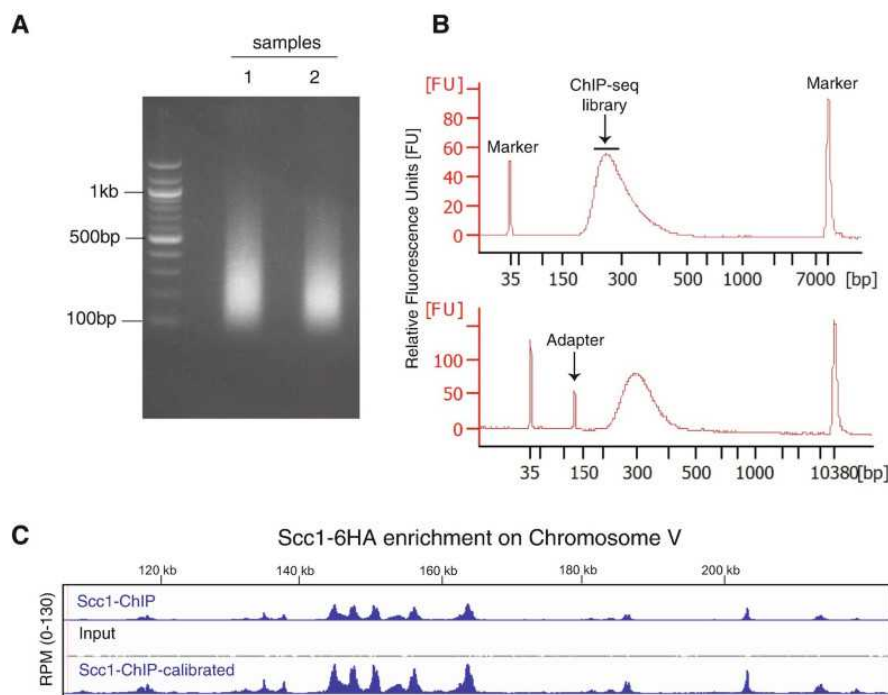 A
samples
1 2
1kb
500bp
100bp
B
Relative Fluorescence Units [FU]
[FU]
80
60
40
20
0
Marker
ChIP-seq
library
Marker
35 150 300 500 1000 7000 [bp]
[FU]
100
50
0
Adapter
35 150 300 500 1000 10380[bp]
C
Scc1-6HA enrichment on Chromosome V
120 kb 140 kb 160 kb 180 kb 200 kb
RPM (0-130)
Scc1-ChIP
Input
Scc1-ChIP-calibrated